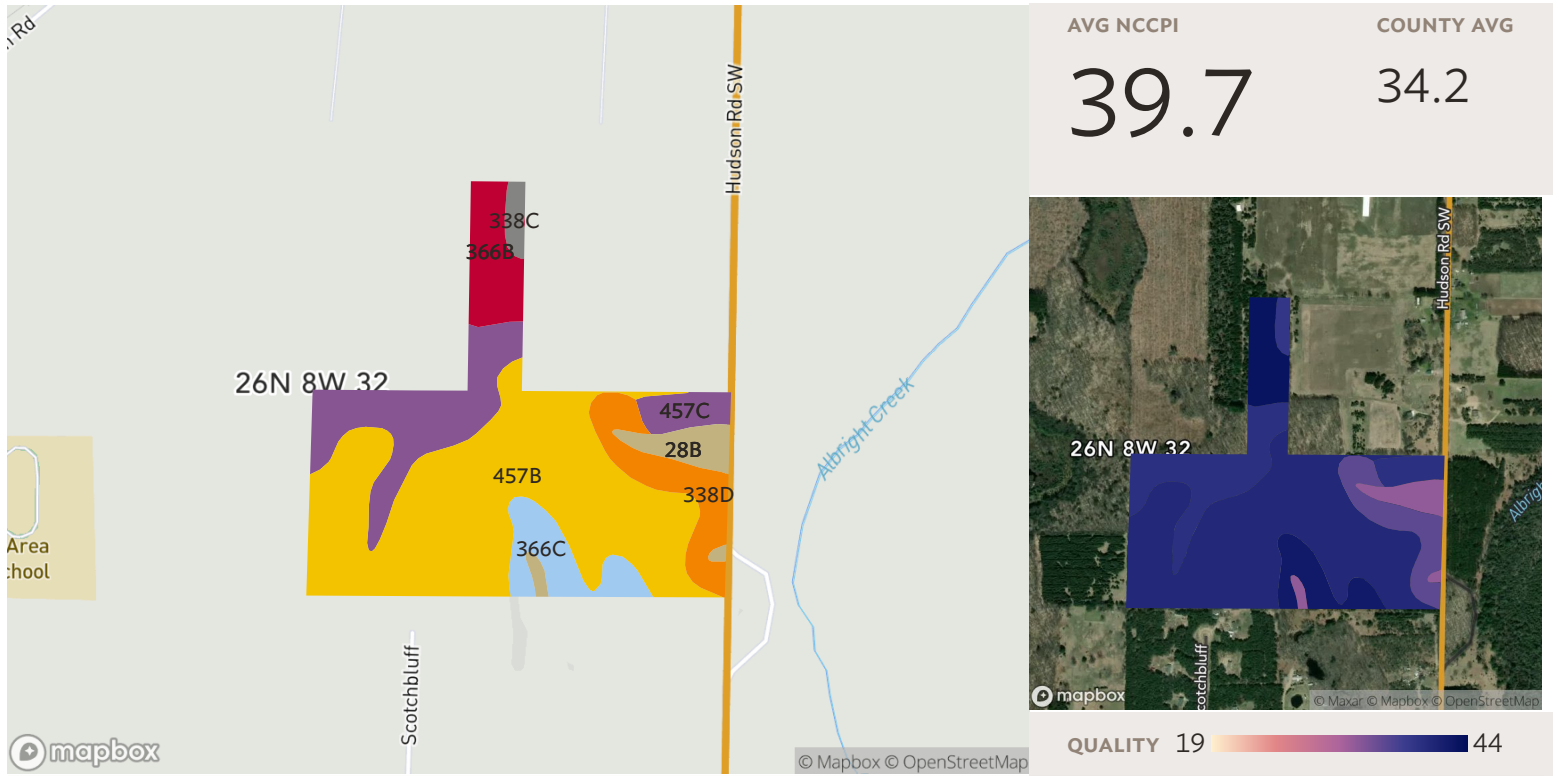 Rd
Hudson Rd SW
338C
366B
26N 8W 32
457C
28B
457B
338D
366C
Albright Creek
Area
chool
Scotchbluff
mapbox
© Mapbox © OpenStreetMap
AVG NCCPI
COUNTY AVG
39.7
34.2
Hudson Rd SW
26N 8W 32
Albrig
cotchbluff
mapbox
© Maxar © Mapbox © OpenStreetMap
QUALITY 19 44